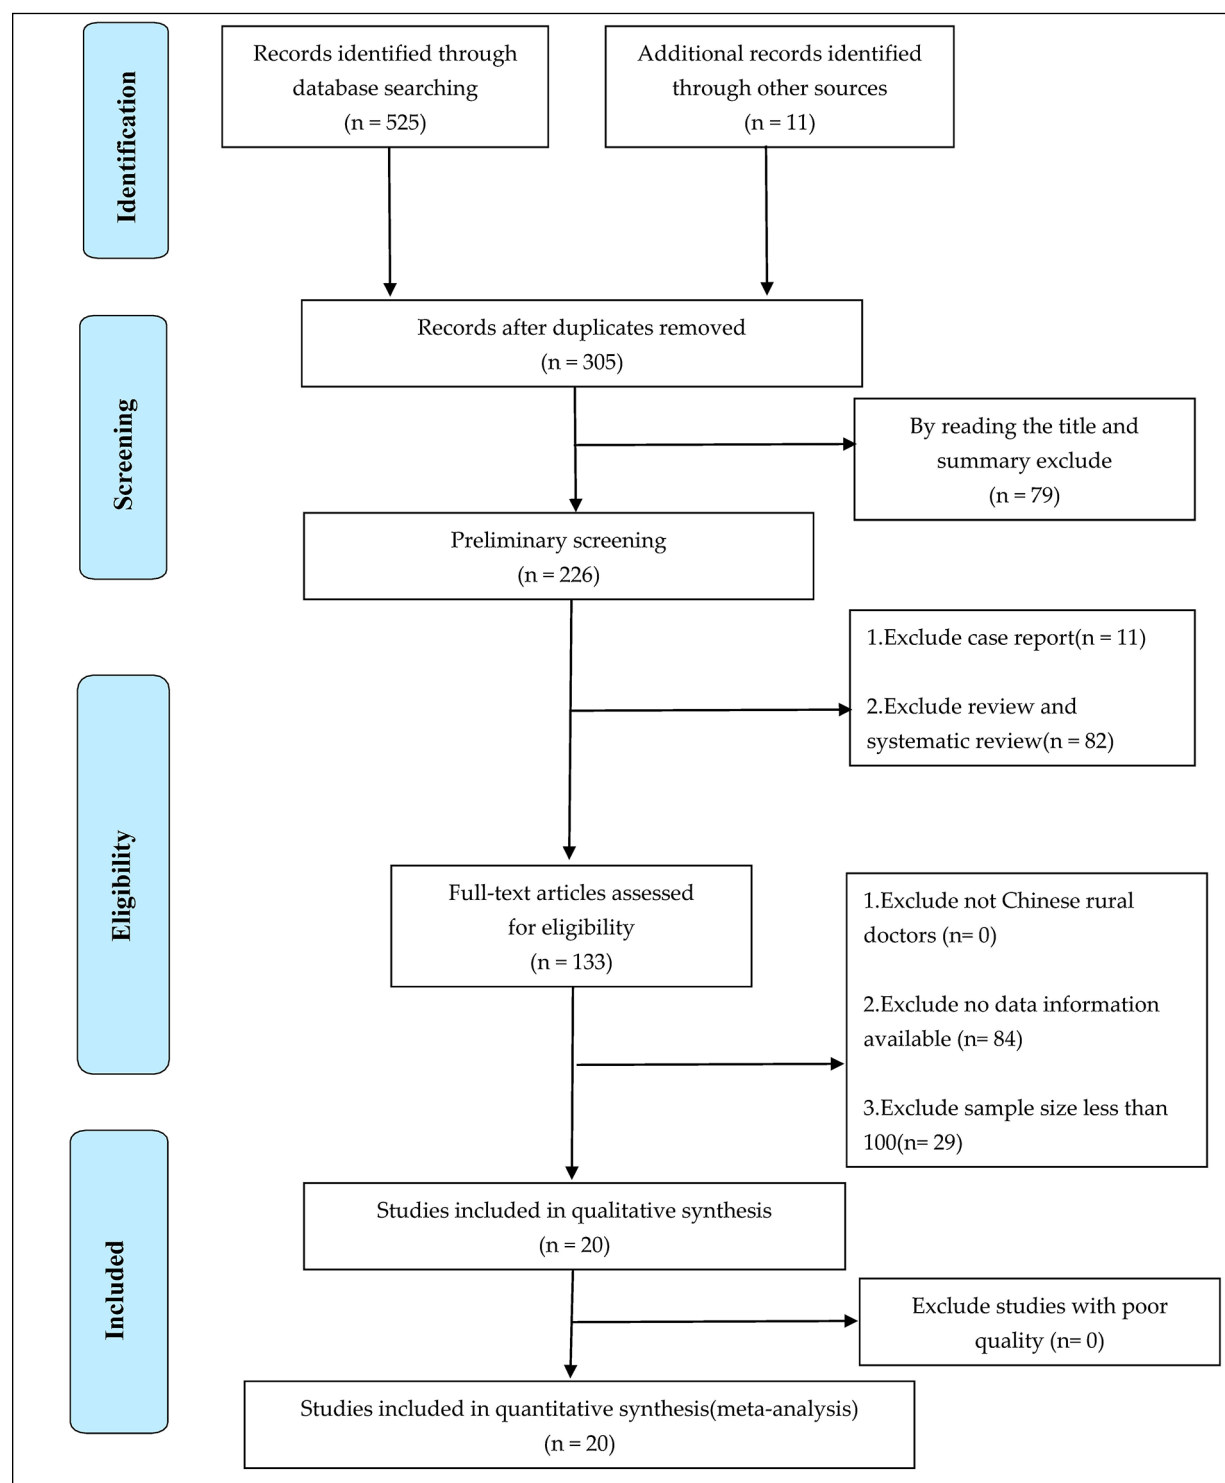 Identification
Records identified through
database searching
(n = 525)
Additional records identified
through other sources
(n = 11)
Screening
Records after duplicates removed
(n = 305)
By reading the title and
summary exclude
(n = 79)
Preliminary screening
(n = 226)
1.Exclude case report(n = 11)
2.Exclude review and
systematic review(n = 82)
Eligibility
Full-text articles assessed
for eligibility
(n = 133)
1.Exclude not Chinese rural
doctors (n= 0)
2.Exclude no data information
available (n= 84)
3.Exclude sample size less than
100(n= 29)
Included
Studies included in qualitative synthesis
(n = 20)
Exclude studies with poor
quality (n= 0)
Studies included in quantitative synthesis(meta-analysis)
(n = 20)